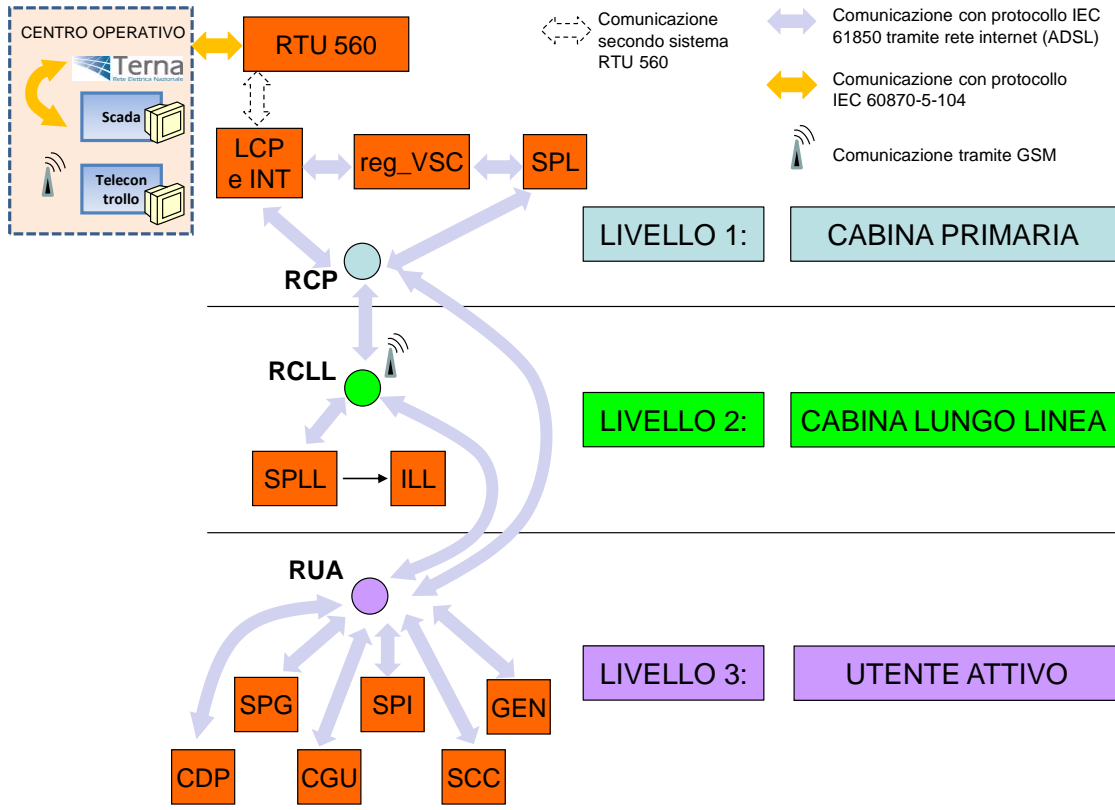 CENTRO OPERATIVO
Terna
Rete Elettrica Nazionale
Scada
Telecon
trollo
RTU 560
Comunicazione
secondo sistema
RTU 560
Comunicazione con protocollo IEC
61850 tramite rete internet (ADSL)
Comunicazione con protocollo
IEC 60870-5-104
Comunicazione tramite GSM
LCP
e INT
reg_VSC
SPL
LIVELLO 1:
CABINA PRIMARIA
RCP
RCLL
LIVELLO 2:
CABINA LUNGO LINEA
SPLL
ILL
RUA
LIVELLO 3:
UTENTE ATTIVO
SPG
SPI
GEN
CDP
CGU
SCC